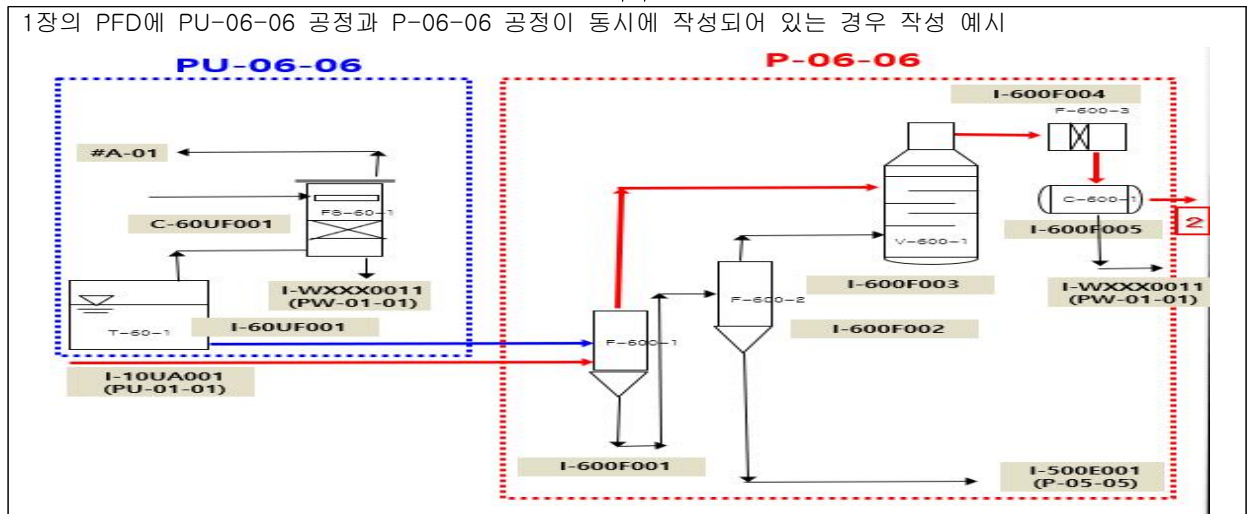 1장의 PFD에 PU-06-06 공정과 P-06-06 공정이 동시에 작성되어 있는 경우 작성 예시
PU-06-06
P-06-06
I-600F004
F-600-3
#A-01
FS-60-1
C-60UF001
C-600-1
2
I-600F005
V-600-1
I-WXXX0011
(PW-01-01)
I-600F003
I-WXXX0011
(PW-01-01)
F-600-2
T-60-1
I-60UF001
I-600F002
F-600-1
I-10UA001
(PU-01-01)
I-600F001
I-500E001
(P-05-05)